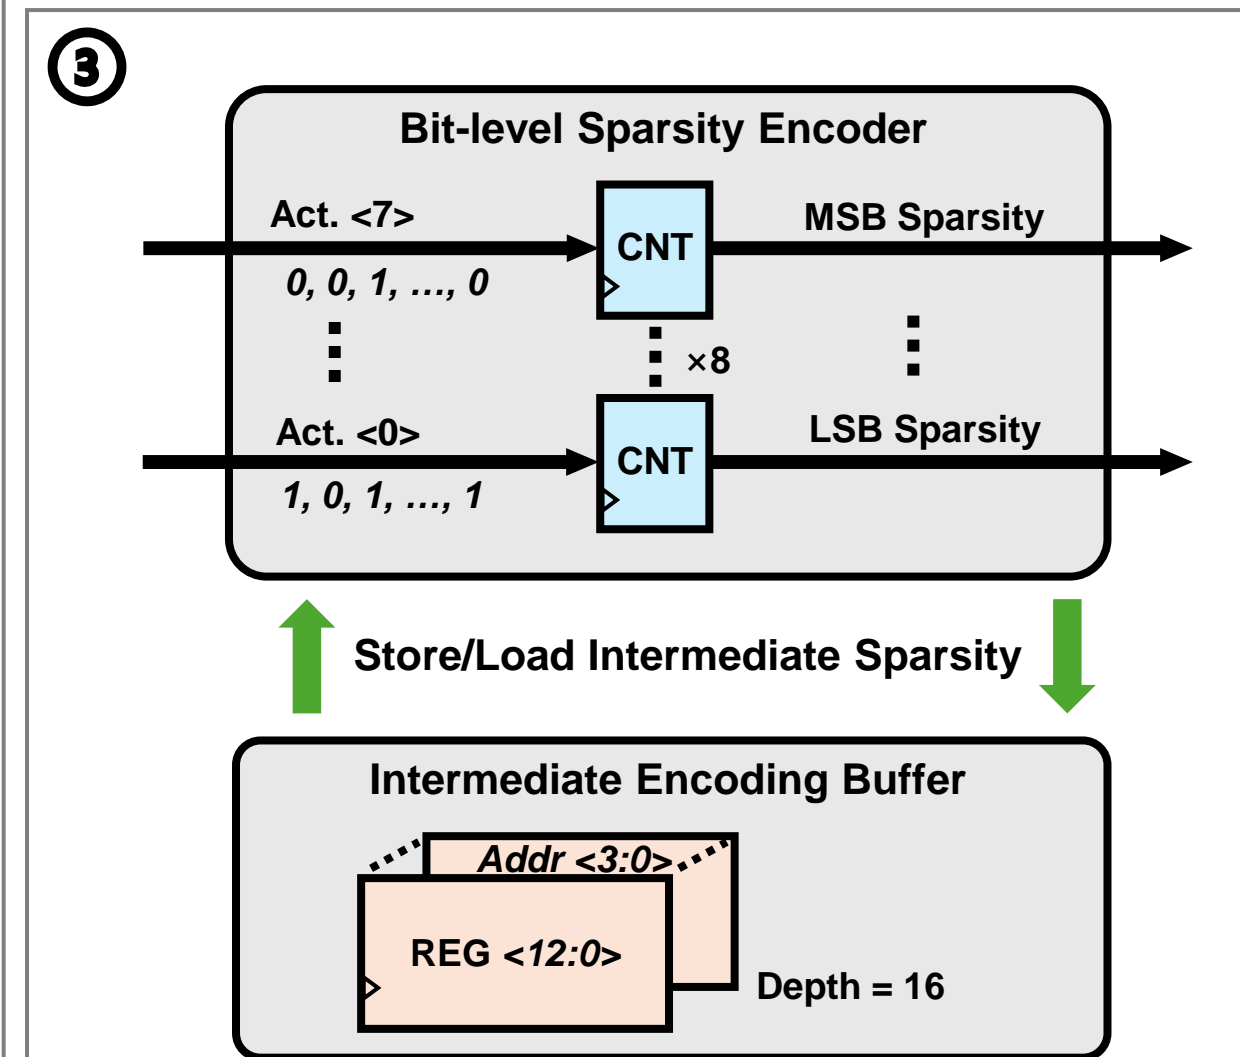 3
Bit-level Sparsity Encoder
Act. <7>
0, 0, 1, ..., 0
CNT
MSB Sparsity
×8
Act. <0>
1, 0, 1, ..., 1
CNT
LSB Sparsity
Store/Load Intermediate Sparsity
Intermediate Encoding Buffer
Addr <3:0>
REG <12:0>
Depth = 16